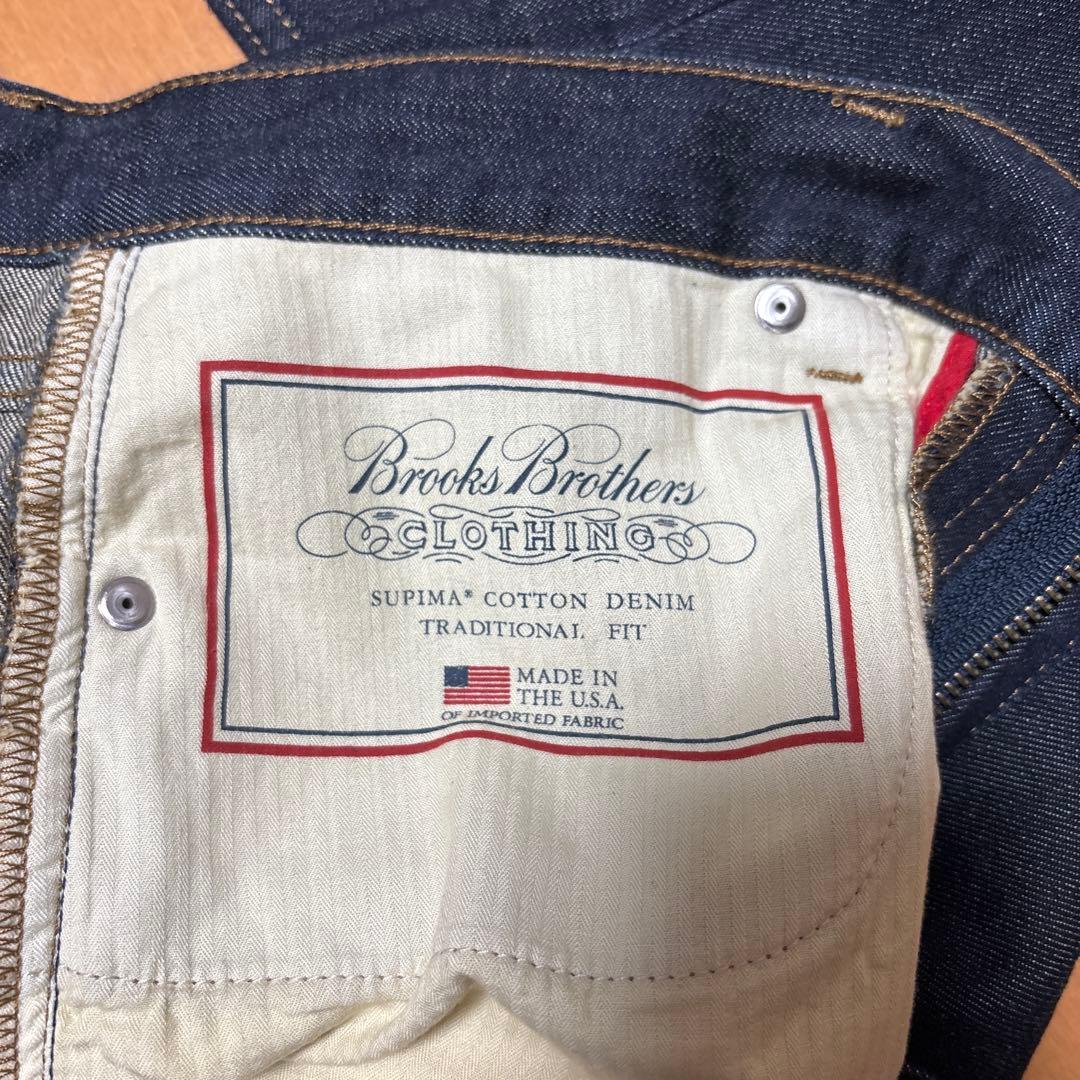 Brooks Brothers
CLOTHING
SUPIMA® COTTON DENIM
TRADITIONAL FIT
MADE IN
THE U.S.A.
OF IMPORTED FABRIC